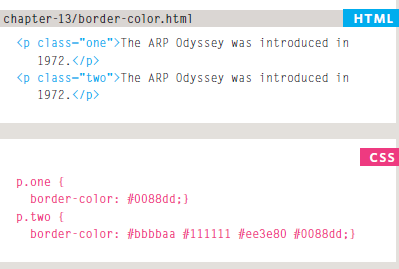 chapter-13/border-color.html
HTML
<p class="one">The ARP Odyssey was introduced in
1972.</p>
<p class="two">The ARP Odyssey was introduced in
1972.</p>
CSS
p.one {
border-color: #0088dd;}
p.two {
border-color: #bbbbaa #111111 #ee3e80 #0088dd;}